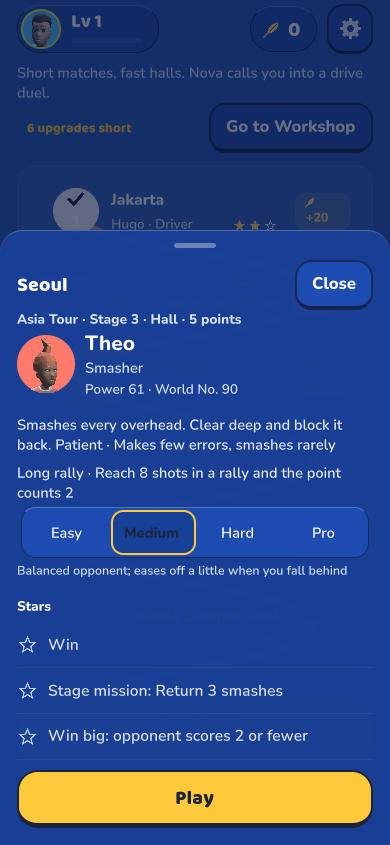 Lv 1
0
Short matches, fast halls. Nova calls you into a drive
duel.
6 upgrades short
Go to Workshop
Jakarta
1
Hugo · Driver
+20
Seoul
Close
Asia Tour · Stage 3 · Hall · 5 points
Theo
Smasher
Power 61 · World No. 90
Smashes every overhead. Clear deep and block it
back. Patient · Makes few errors, smashes rarely
Long rally · Reach 8 shots in a rally and the point
counts 2
Easy
Medium
Hard
Pro
Balanced opponent; eases off a little when you fall behind
Stars
Win
Stage mission: Return 3 smashes
Win big: opponent scores 2 or fewer
Play